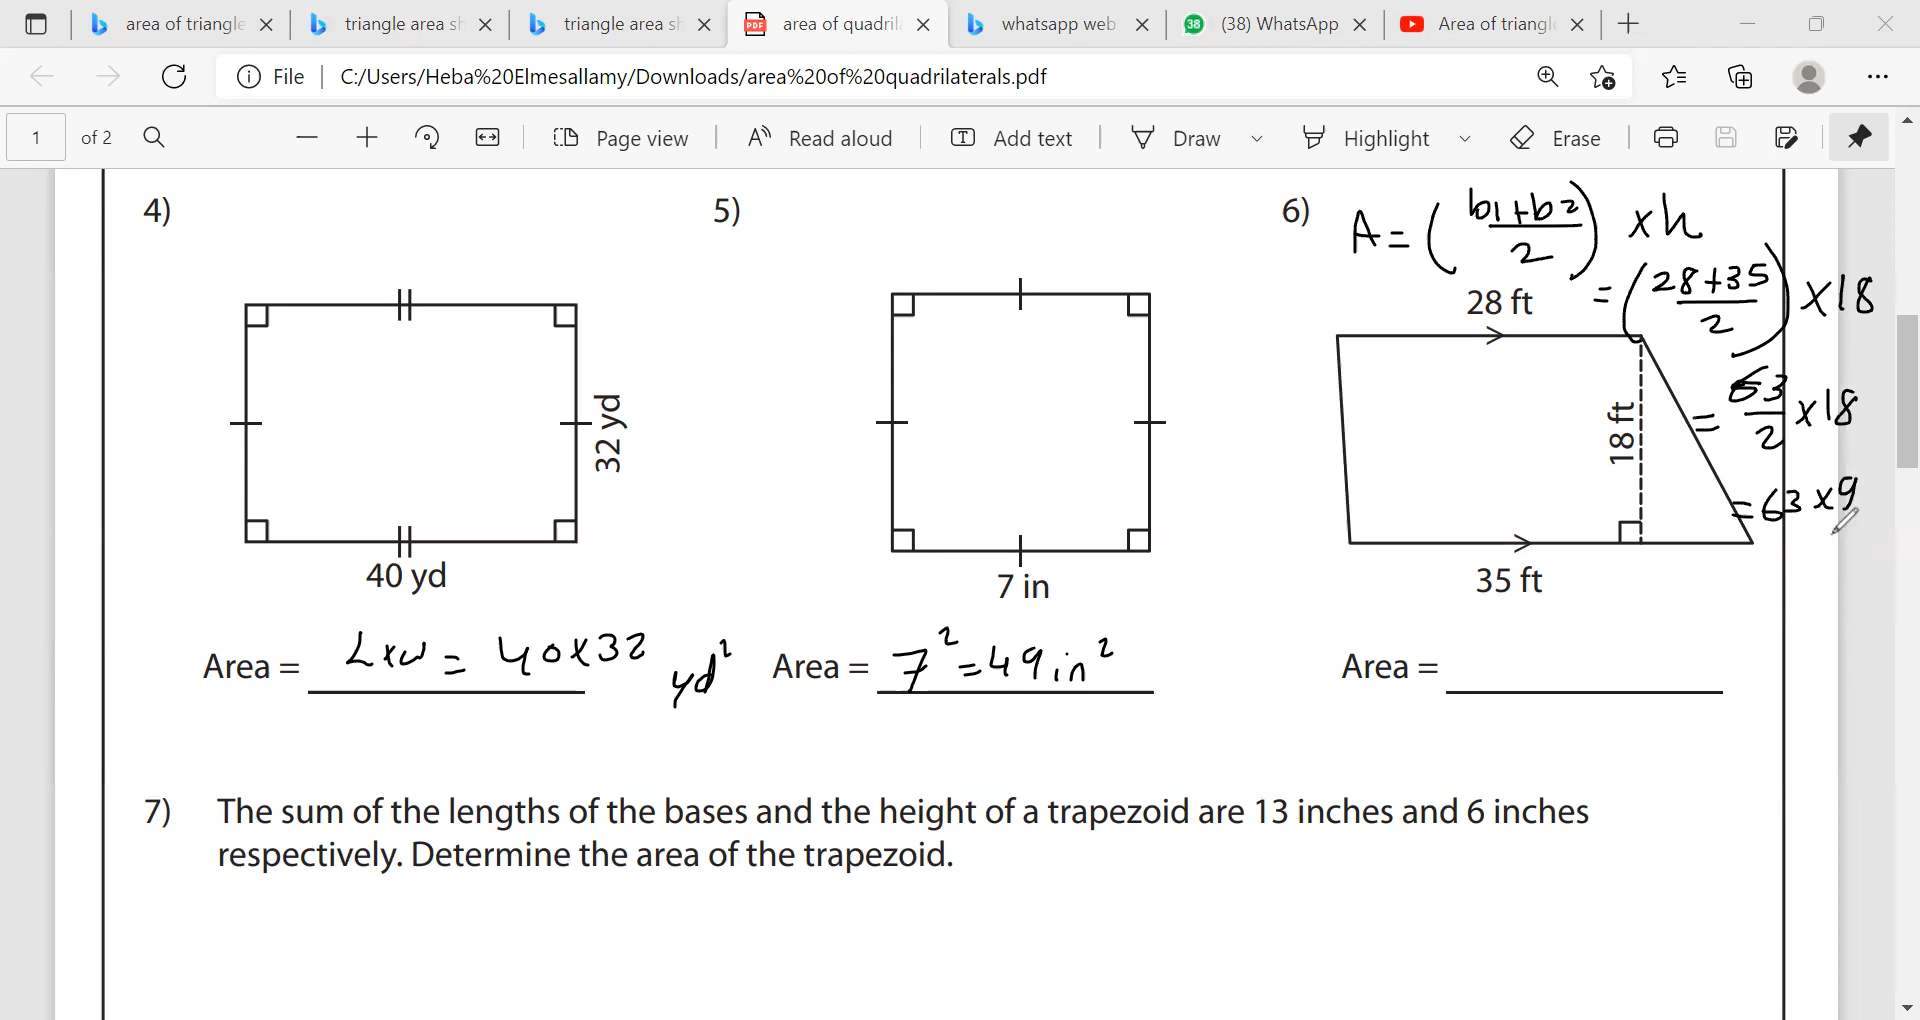 area of triangle
triangle area sh
triangle area sh
area of quadrila
whatsapp web
(38) WhatsApp
Area of triangl
File
C:/Users/Heba%20Elmesallamy/Downloads/area%20of%20quadrilaterals.pdf
1 of 2
Page view
Read aloud
Add text
Draw
Highlight
Erase
4)
5)
6)
A = (b1+b2/2) x h
= (28+35/2) x 18
28 ft
= 63/2 x 18
32 yd
18 ft
= 63 x 9
40 yd
7 in
35 ft
Area = L x w = 40 x 32 yd²
Area = 7² = 49 in²
Area =
7) The sum of the lengths of the bases and the height of a trapezoid are 13 inches and 6 inches
respectively. Determine the area of the trapezoid.